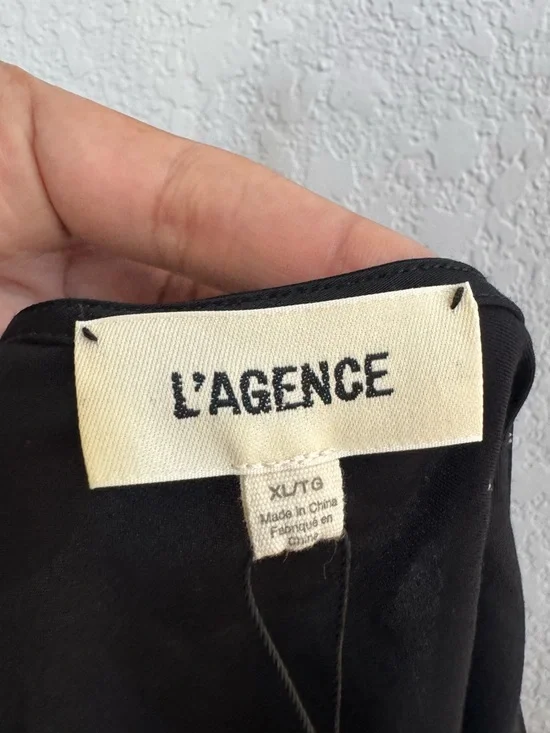 L'AGENCE
XL/TG
Made in China
Fabriqué en
Chine